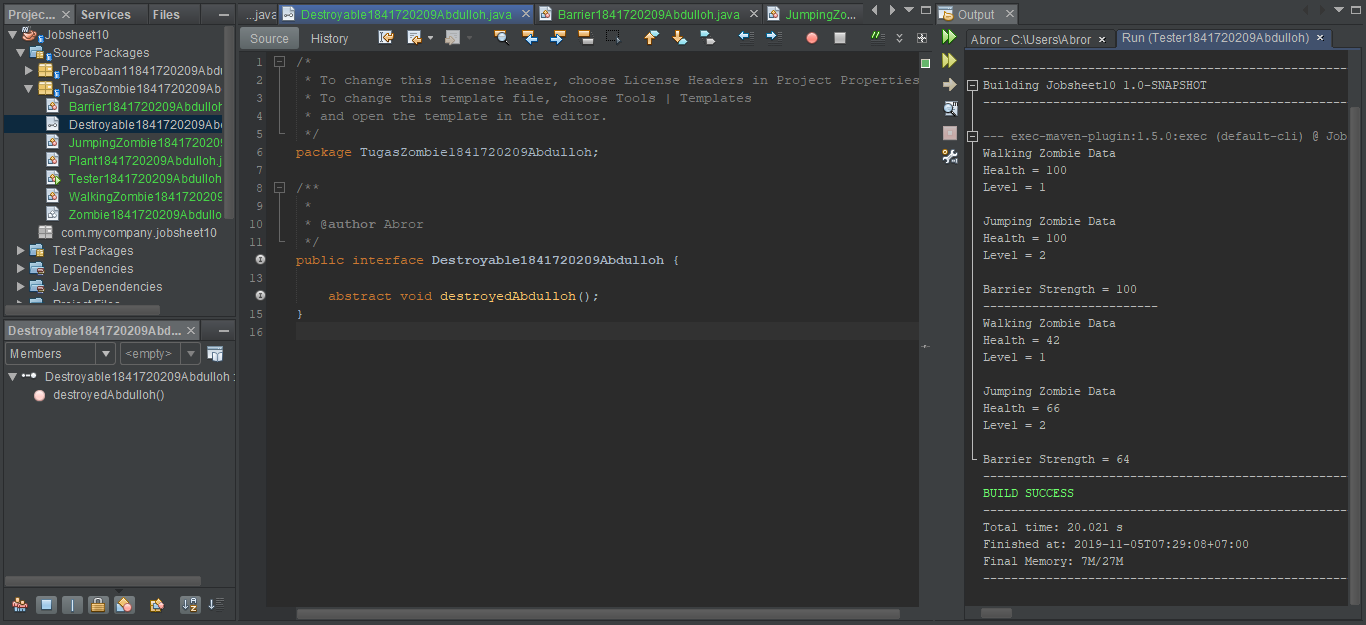 Projec...
Services
Files
Jobsheet10
Source Packages
Percobaan11841720209Abdu
TugasZombie1841720209Ab
Barrier1841720209Abdulloh
Destroyable1841720209Abd
JumpingZombie184172020
Plant1841720209Abdulloh.j
Tester1841720209Abdulloh
WalkingZombie184172020
Zombie1841720209Abdullo
com.mycompany.jobsheet10
Test Packages
Dependencies
Java Dependencies
Project Files
Destroyable1841720209Abd...
Members
<empty>
Destroyable1841720209Abdulloh :
destroyedAbdulloh()
...java
Destroyable1841720209Abdulloh.java
Barrier1841720209Abdulloh.java
JumpingZo...
Source
History
1 /*
2 * To change this license header, choose License Headers in Project Properties
3 * To change this template file, choose Tools | Templates
4 * and open the template in the editor.
5 */
6 package TugasZombie1841720209Abdulloh;
7
8 /**
9 *
10 * @author Abror
11 */
public interface Destroyable1841720209Abdulloh {
13
abstract void destroyedAbdulloh();
15 }
16
Output
Abror - C:\Users\Abror
Run (Tester1841720209Abdulloh)
------------------------------------------------------------------------
Building Jobsheet10 1.0-SNAPSHOT
------------------------------------------------------------------------
--- exec-maven-plugin:1.5.0:exec (default-cli) @ Job
Walking Zombie Data
Health = 100
Level = 1
Jumping Zombie Data
Health = 100
Level = 2
Barrier Strength = 100
-------------------------
Walking Zombie Data
Health = 42
Level = 1
Jumping Zombie Data
Health = 66
Level = 2
Barrier Strength = 64
------------------------------------------------------------------------
BUILD SUCCESS
------------------------------------------------------------------------
Total time: 20.021 s
Finished at: 2019-11-05T07:29:08+07:00
Final Memory: 7M/27M
------------------------------------------------------------------------